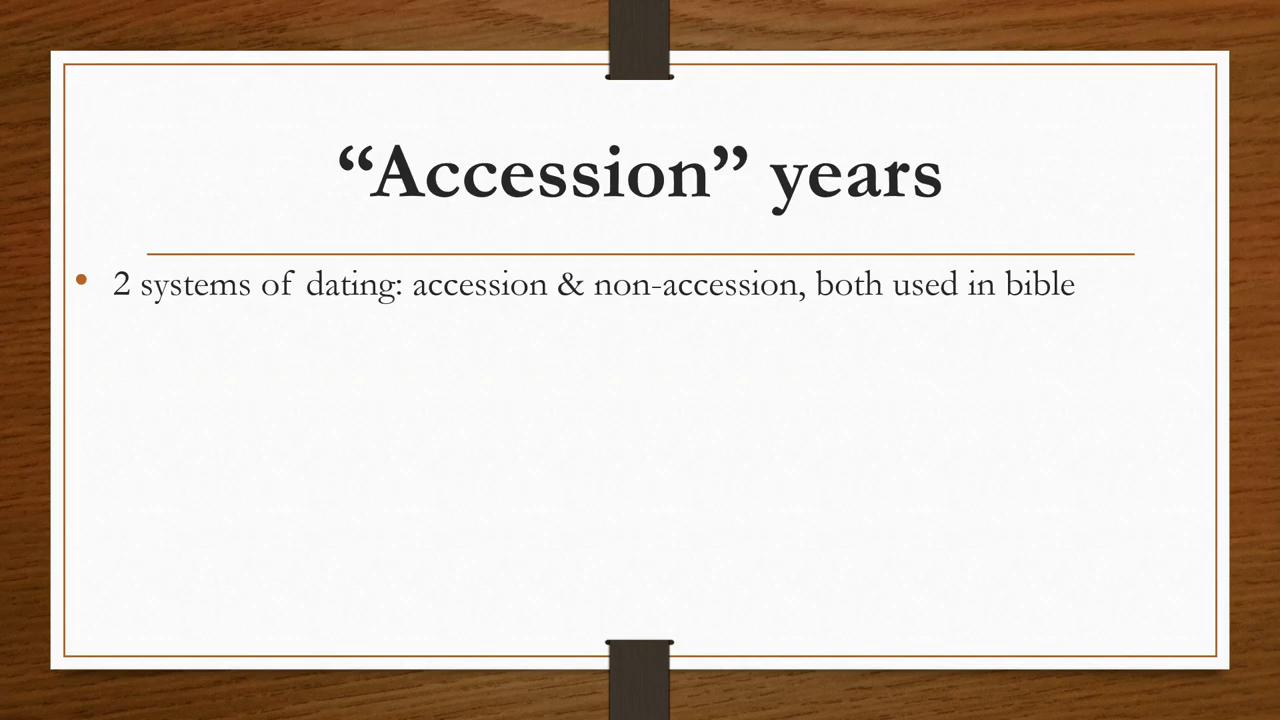 “Accession” years
• 2 systems of dating: accession & non-accession, both used in bible